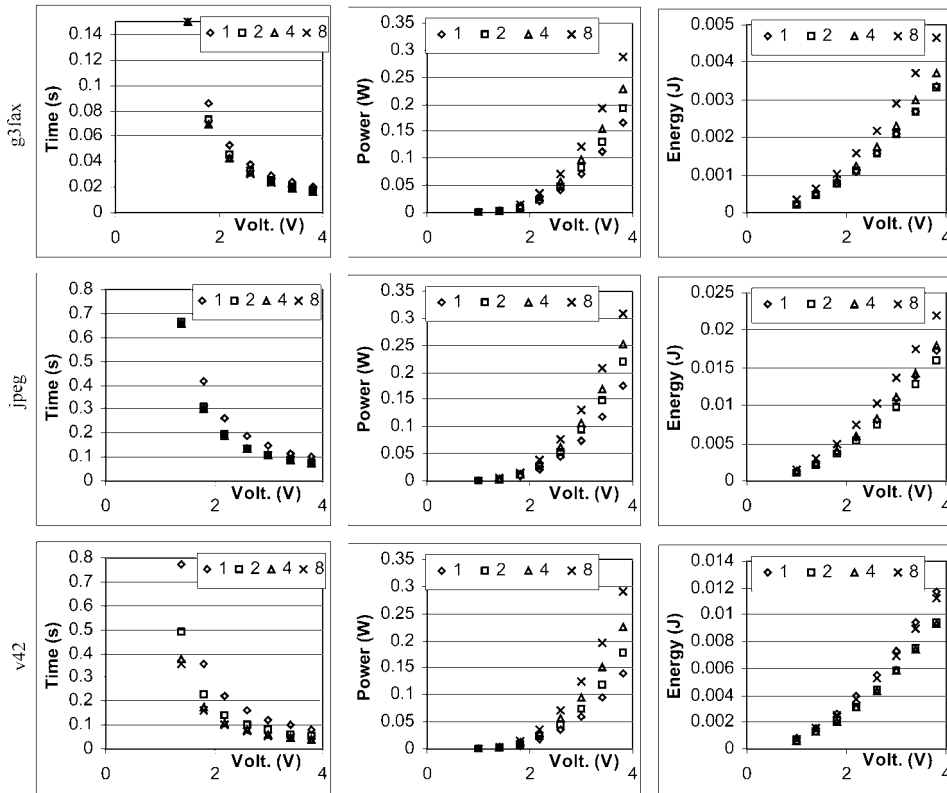 g3fax
Time (s)
0.14
0.12
0.1
0.08
0.06
0.04
0.02
0
1 2 4 8
Volt. (V)
0 2 4
Power (W)
0.35
0.3
0.25
0.2
0.15
0.1
0.05
0
1 2 4 8
Volt. (V)
0 2 4
Energy (J)
0.005
0.004
0.003
0.002
0.001
0
1 2 4 8
Volt. (V)
0 2 4
jpeg
Time (s)
0.8
0.7
0.6
0.5
0.4
0.3
0.2
0.1
0
1 2 4 8
Volt. (V)
0 2 4
Power (W)
0.35
0.3
0.25
0.2
0.15
0.1
0.05
0
1 2 4 8
Volt. (V)
0 2 4
Energy (J)
0.025
0.02
0.015
0.01
0.005
0
1 2 4 8
Volt. (V)
0 2 4
v42
Time (s)
0.8
0.7
0.6
0.5
0.4
0.3
0.2
0.1
0
1 2 4 8
Volt. (V)
0 2 4
Power (W)
0.35
0.3
0.25
0.2
0.15
0.1
0.05
0
1 2 4 8
Volt. (V)
0 2 4
Energy (J)
0.014
0.012
0.01
0.008
0.006
0.004
0.002
0
1 2 4 8
Volt. (V)
0 2 4